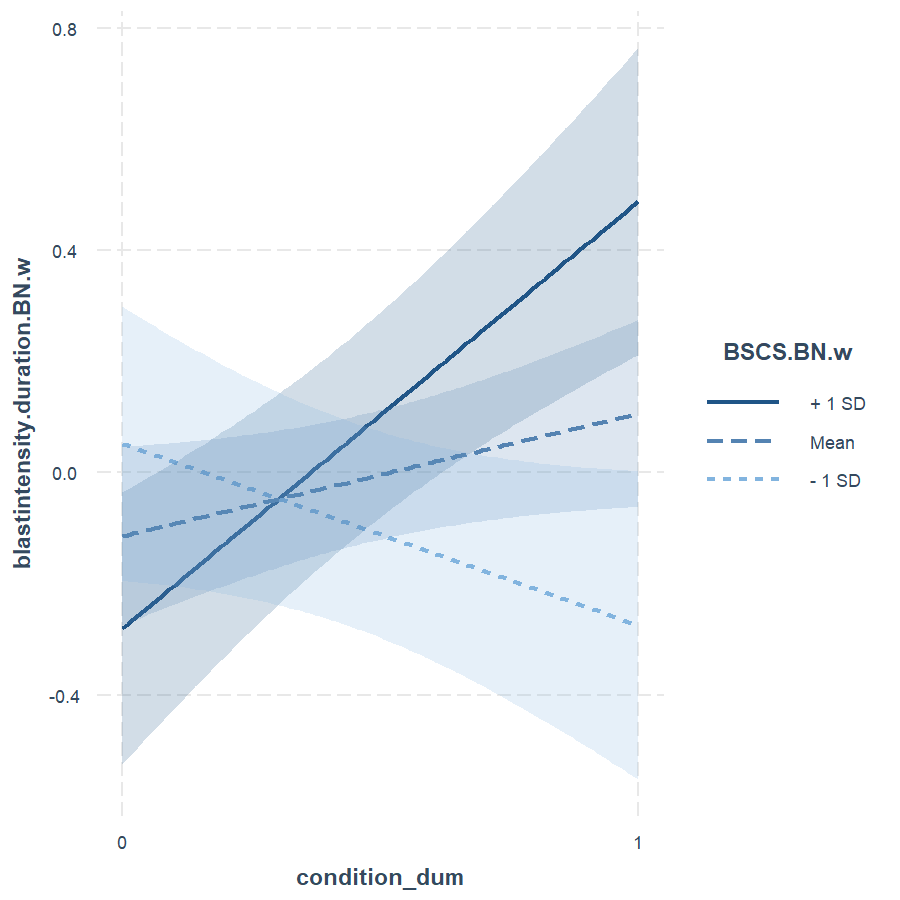 0.8
0.4
0.0
-0.4
blastintensity.duration.BN.w
0
1
condition_dum
BSCS.BN.w
+ 1 SD
Mean
- 1 SD